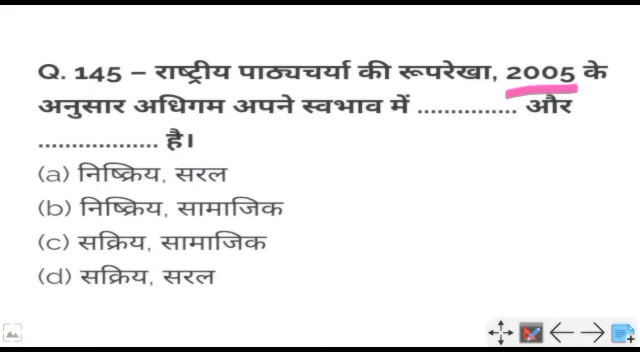 Q. 145 – राष्ट्रीय पाठ्यचर्या की रूपरेखा, 2005 के
अनुसार अधिगम अपने स्वभाव में ............... और
.................. है।
(a) निष्क्रिय, सरल
(b) निष्क्रिय, सामाजिक
(c) सक्रिय, सामाजिक
(d) सक्रिय, सरल